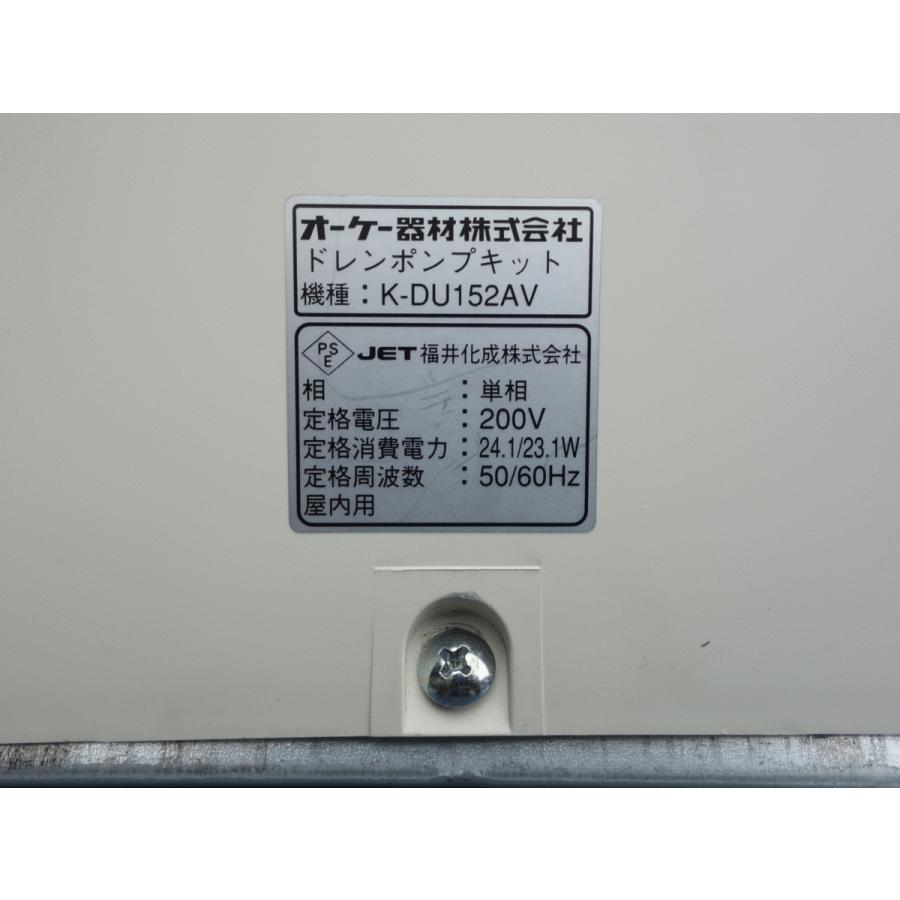 オーケー器材株式会社
ドレンポンプキット
機種：K-DU152AV
PSE JET 福井化成株式会社
相：単相
定格電圧：200V
定格消費電力：24.1/23.1W
定格周波数：50/60Hz
屋内用